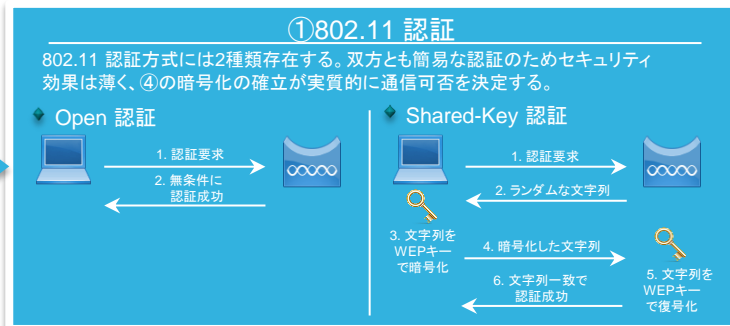 ①802.11 認証
802.11 認証方式には2種類存在する。双方とも簡易な認証のためセキュリティ
効果は薄く、④の暗号化の確立が実質的に通信可否を決定する。
Open 認証
1. 認証要求
2. 無条件に
認証成功
Shared-Key 認証
1. 認証要求
2. ランダムな文字列
3. 文字列を
WEPキー
で暗号化
4. 暗号化した文字列
5. 文字列を
WEPキー
で復号化
6. 文字列一致で
認証成功